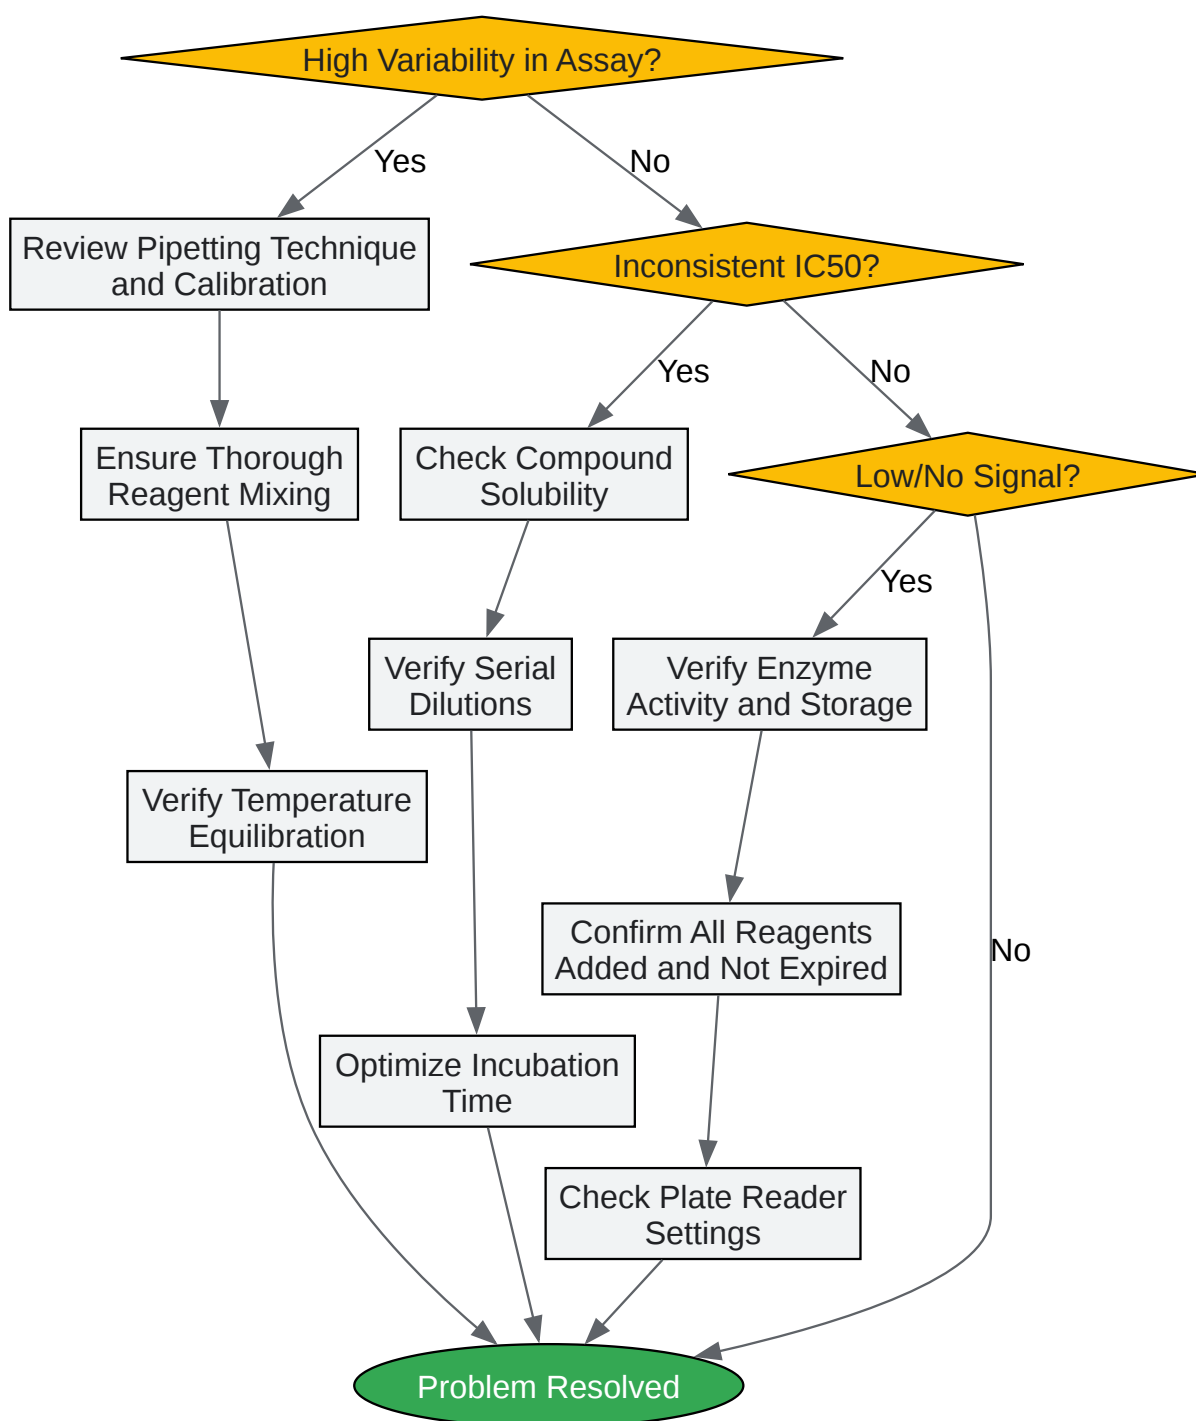 High Variability in Assay?
Yes
No
Review Pipetting Technique
and Calibration
Inconsistent IC50?
Yes
No
Ensure Thorough
Reagent Mixing
Check Compound
Solubility
Low/No Signal?
Yes
Verify Serial
Dilutions
Verify Enzyme
Activity and Storage
Verify Temperature
Equilibration
Confirm All Reagents
Added and Not Expired
No
Optimize Incubation
Time
Check Plate Reader
Settings
Problem Resolved